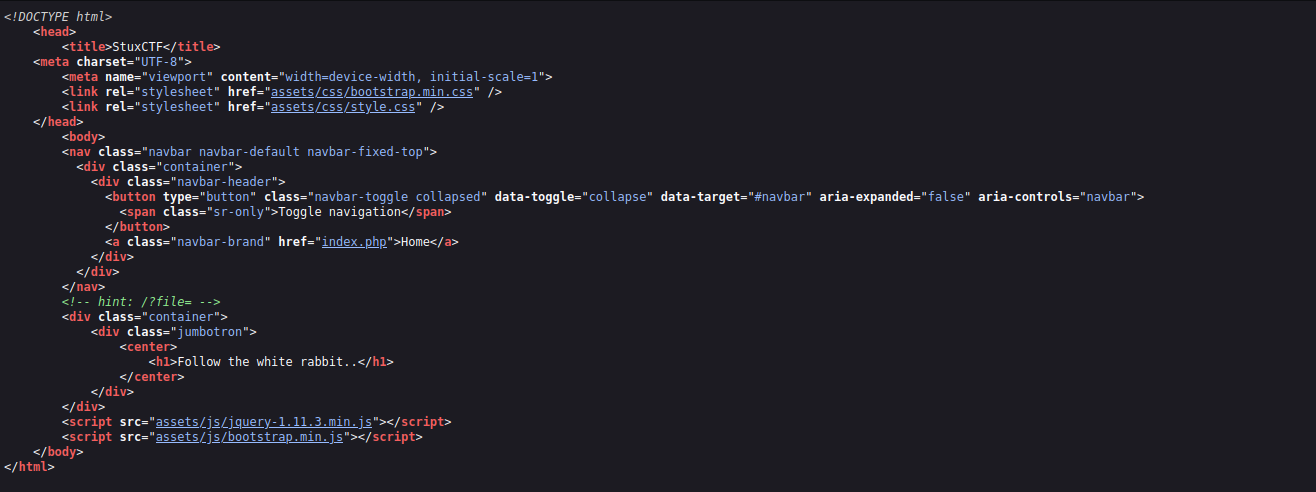 <!DOCTYPE html>
<head>
<title>StuxCTF</title>
<meta charset="UTF-8">
<meta name="viewport" content="width=device-width, initial-scale=1">
<link rel="stylesheet" href="assets/css/bootstrap.min.css" />
<link rel="stylesheet" href="assets/css/style.css" />
</head>
<body>
<nav class="navbar navbar-default navbar-fixed-top">
<div class="container">
<div class="navbar-header">
<button type="button" class="navbar-toggle collapsed" data-toggle="collapse" data-target="#navbar" aria-expanded="false" aria-controls="navbar">
<span class="sr-only">Toggle navigation</span>
</button>
<a class="navbar-brand" href="index.php">Home</a>
</div>
</div>
</nav>
<!-- hint: /?file= -->
<div class="container">
<div class="jumbotron">
<center>
<h1>Follow the white rabbit..</h1>
</center>
</div>
</div>
<script src="assets/js/jquery-1.11.3.min.js"></script>
<script src="assets/js/bootstrap.min.js"></script>
</body>
</html>